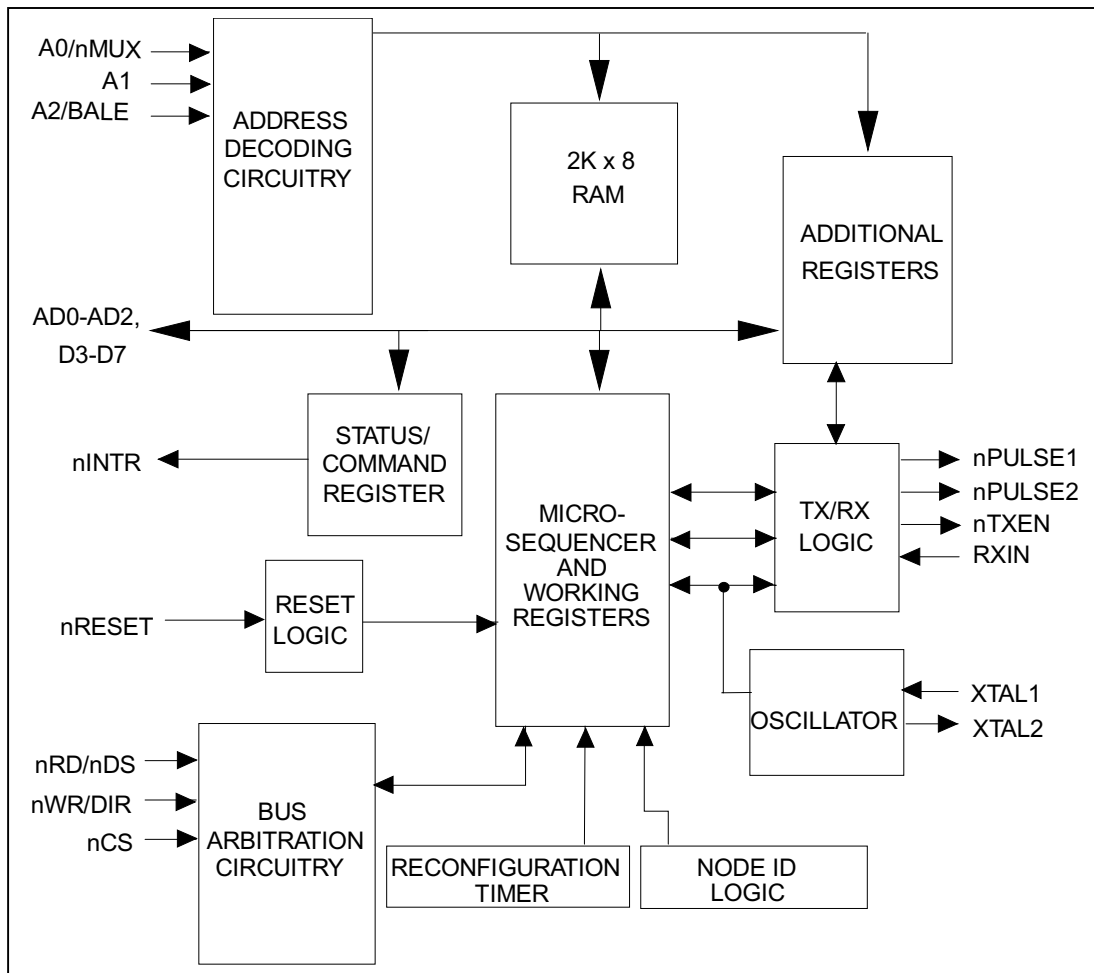 A0/nMUX
A1
A2/BALE
ADDRESS
DECODING
CIRCUITRY
2K x 8
RAM
ADDITIONAL
REGISTERS
AD0-AD2,
D3-D7
nINTR
STATUS/
COMMAND
REGISTER
MICRO-
SEQUENCER
AND
WORKING
REGISTERS
TX/RX
LOGIC
nPULSE1
nPULSE2
nTXEN
RXIN
nRESET
RESET
LOGIC
OSCILLATOR
XTAL1
XTAL2
nRD/nDS
nWR/DIR
nCS
BUS
ARBITRATION
CIRCUITRY
RECONFIGURATION
TIMER
NODE ID
LOGIC